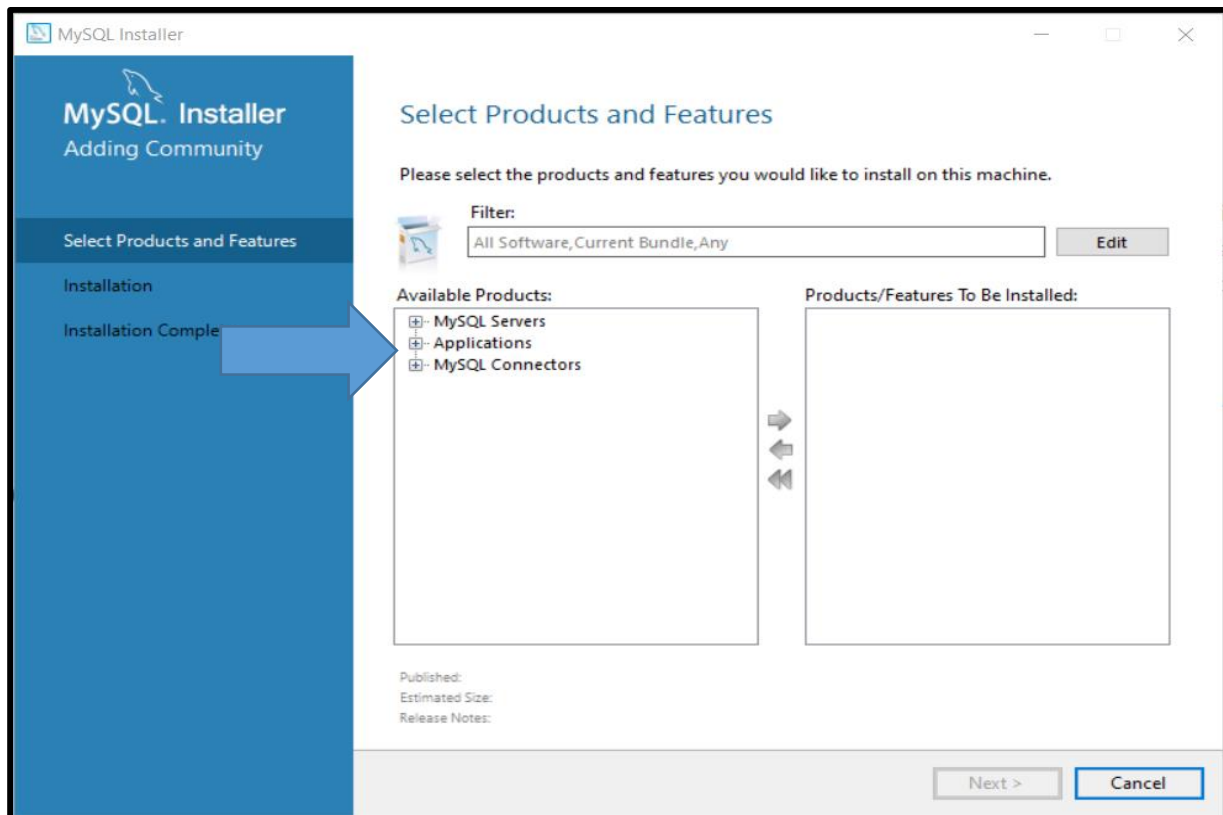 MySQL Installer
MySQL. Installer
Adding Community
Select Products and Features
Installation
Installation
Select Products and Features
Please select the products and features you would like to install on this machine.
Filter:
All Software,Current Bundle,Any
Edit
Available Products:
MySQL Servers
Applications
MySQL Connectors
Products/Features To Be Installed:
Published:
Estimated Size:
Release Notes:
Next >
Cancel